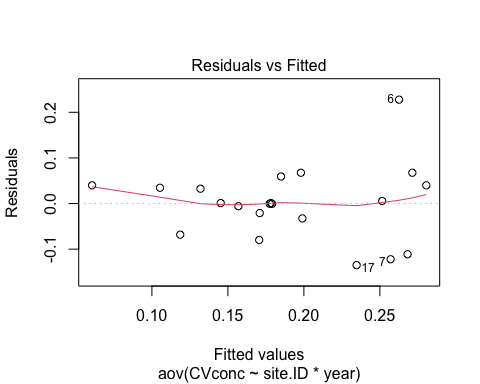 Residuals vs Fitted
Residuals
0.2
0.1
0.0
-0.1
6
7
17
0.10
0.15
0.20
0.25
Fitted values
aov(CVconc ~ site.ID * year)